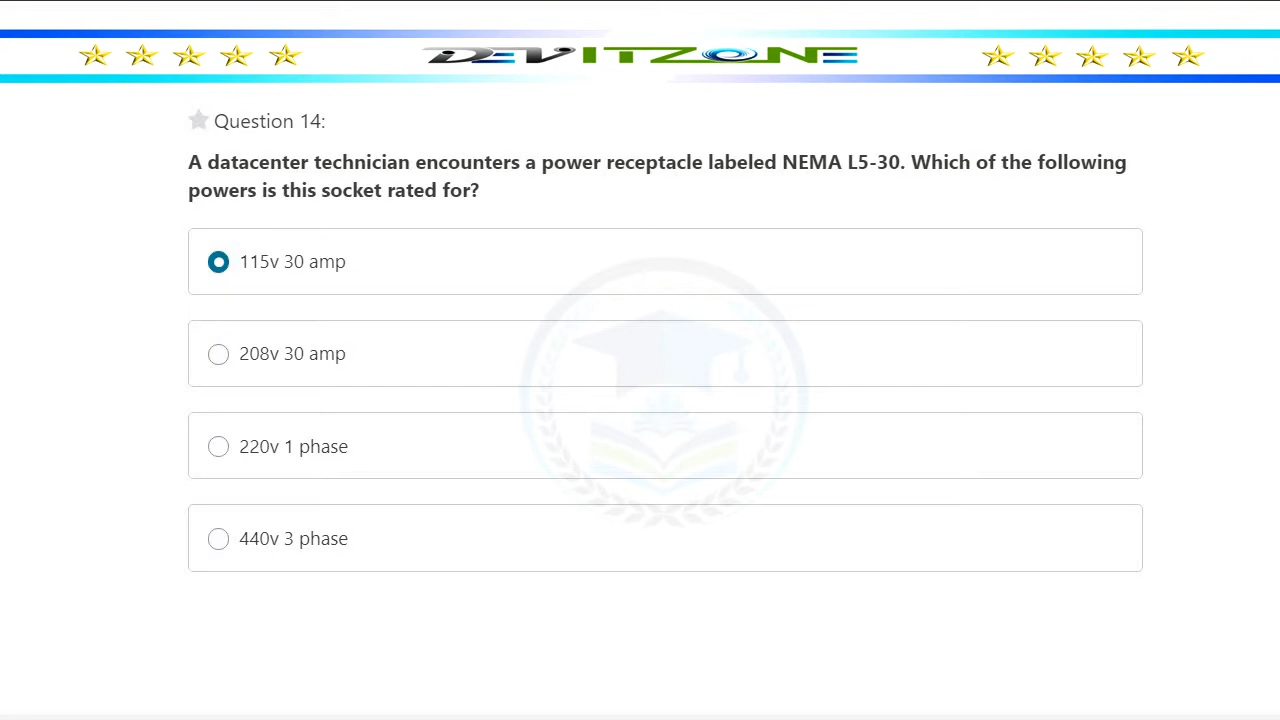 DEVITZONE
Question 14:
A datacenter technician encounters a power receptacle labeled NEMA L5-30. Which of the following
powers is this socket rated for?
115v 30 amp
208v 30 amp
220v 1 phase
440v 3 phase